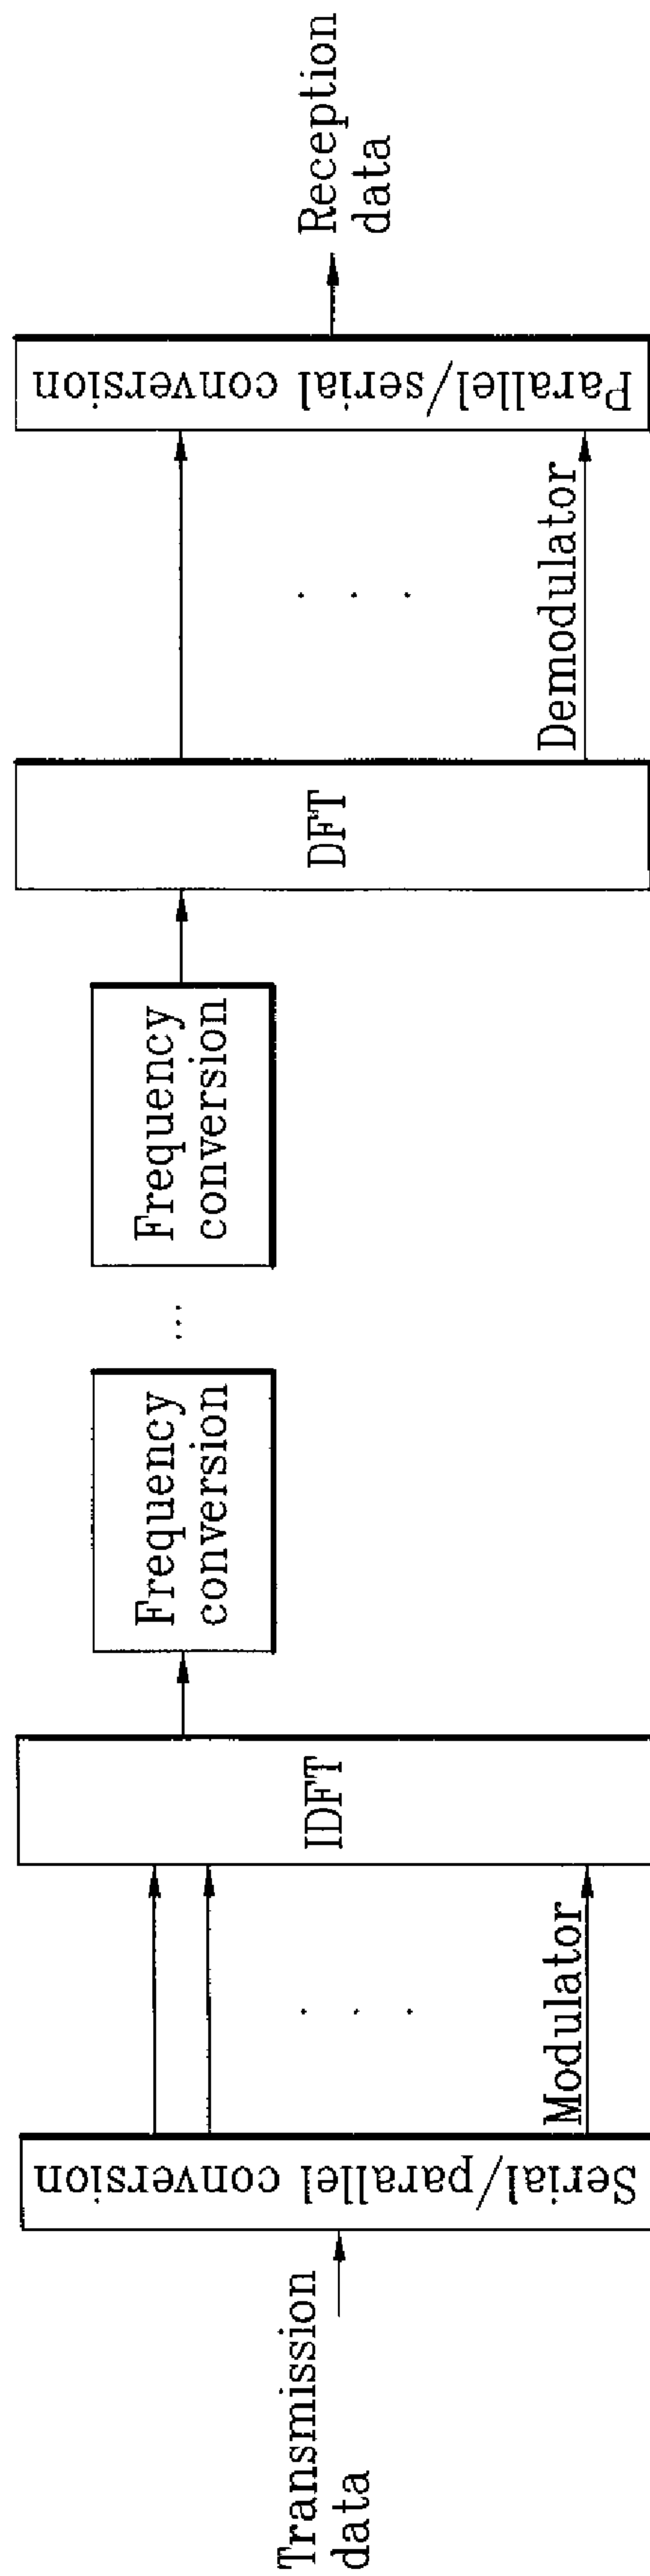 Transmission
data
Serial/parallel conversion
Modulator
IDFT
Frequency
conversion
Frequency
conversion
DFT
Demodulator
Parallel/serial conversion
Reception
data